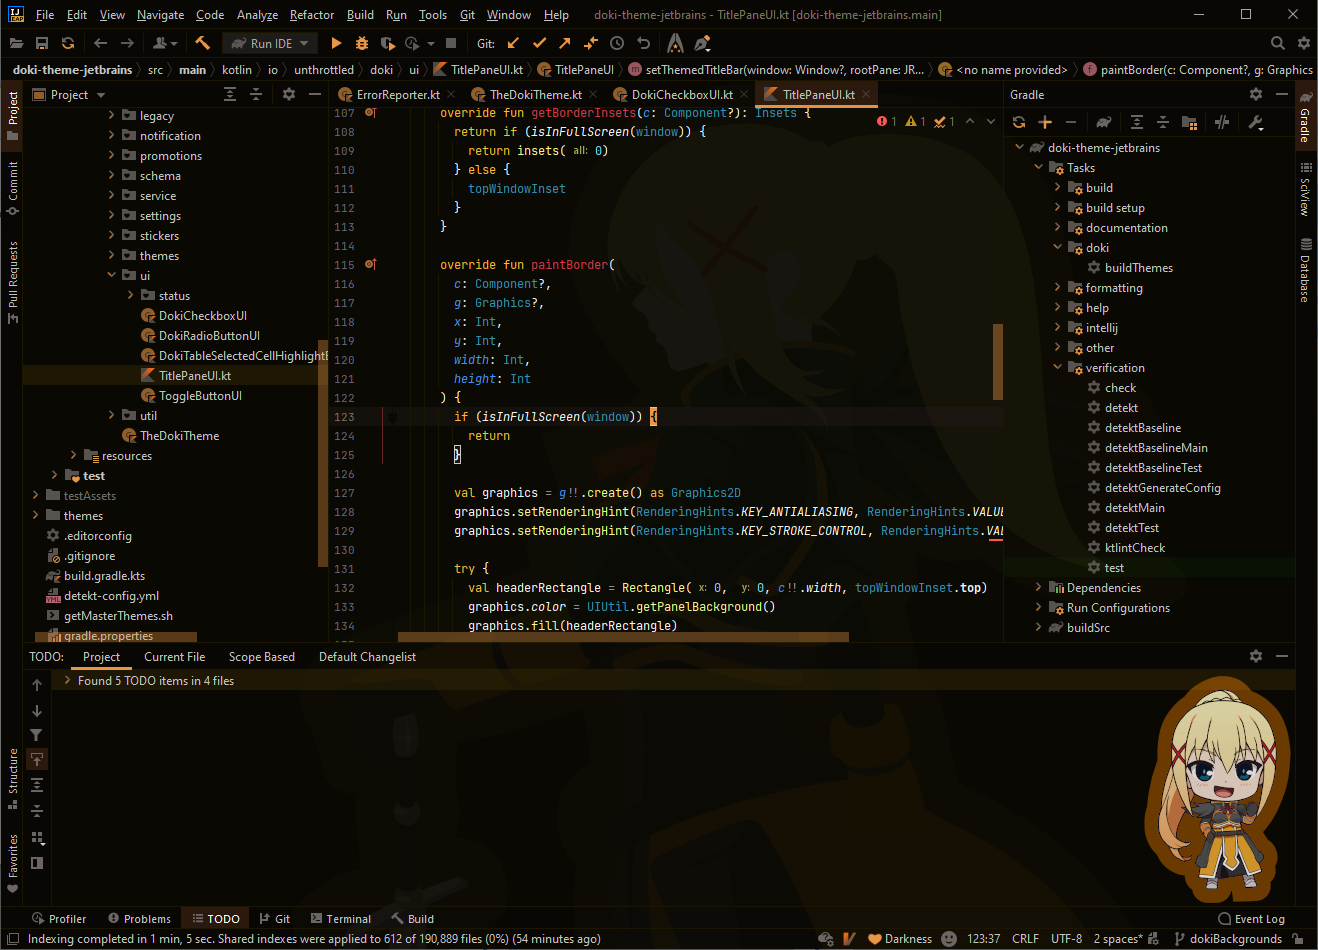 File Edit View Navigate Code Analyze Refactor Build Run Tools Git Window Help doki-theme-jetbrains - TitlePaneUI.kt [doki-theme-jetbrains.main]
Run IDE Git:
doki-theme-jetbrains src main kotlin io unthrottled doki ui TitlePaneUI.kt TitlePaneUI setThemedTitleBar(window: Window?, rootPane: JR... <no name provided> paintBorder(c: Component?, g: Graphics
Project
ErrorReporter.kt TheDokiTheme.kt DokiCheckboxUI.kt TitlePaneUI.kt
Gradle
Project
Commit
Pull Requests
Structure
Favorites
legacy
notification
promotions
schema
service
settings
stickers
themes
ui
status
DokiCheckboxUI
DokiRadioButtonUI
DokiTableSelectedCellHighlightB
TitlePaneUI.kt
ToggleButtonUI
util
TheDokiTheme
resources
test
testAssets
themes
.editorconfig
.gitignore
build.gradle.kts
detekt-config.yml
getMasterThemes.sh
gradle.properties
1 1 1
107 override fun getBorderInsets(c: Component?): Insets {
108 return if (isInFullScreen(window)) {
109 return insets( all: 0)
110 } else {
111 topWindowInset
112 }
113 }
114
115 override fun paintBorder(
116 c: Component?,
117 g: Graphics?,
118 x: Int,
119 y: Int,
120 width: Int,
121 height: Int
122 ) {
123 if (isInFullScreen(window)) {
124 return
125 }
126
127 val graphics = g!!.create() as Graphics2D
128 graphics.setRenderingHint(RenderingHints.KEY_ANTIALIASING, RenderingHints.VALUE
129 graphics.setRenderingHint(RenderingHints.KEY_STROKE_CONTROL, RenderingHints.VAL
130
131 try {
132 val headerRectangle = Rectangle( x: 0, y: 0, c!!.width, topWindowInset.top)
133 graphics.color = UIUtil.getPanelBackground()
134 graphics.fill(headerRectangle)
doki-theme-jetbrains
Tasks
build
build setup
documentation
doki
buildThemes
formatting
help
intellij
other
verification
check
detekt
detektBaseline
detektBaselineMain
detektBaselineTest
detektGenerateConfig
detektMain
detektTest
ktlintCheck
test
Dependencies
Run Configurations
buildSrc
Gradle
SciView
Database
TODO: Project Current File Scope Based Default Changelist
Found 5 TODO items in 4 files
Profiler Problems TODO Git Terminal Build Event Log
Indexing completed in 1 min, 5 sec. Shared indexes were applied to 612 of 190,889 files (0%) (54 minutes ago) Darkness 123:37 CRLF UTF-8 2 spaces* dokiBackgrounds